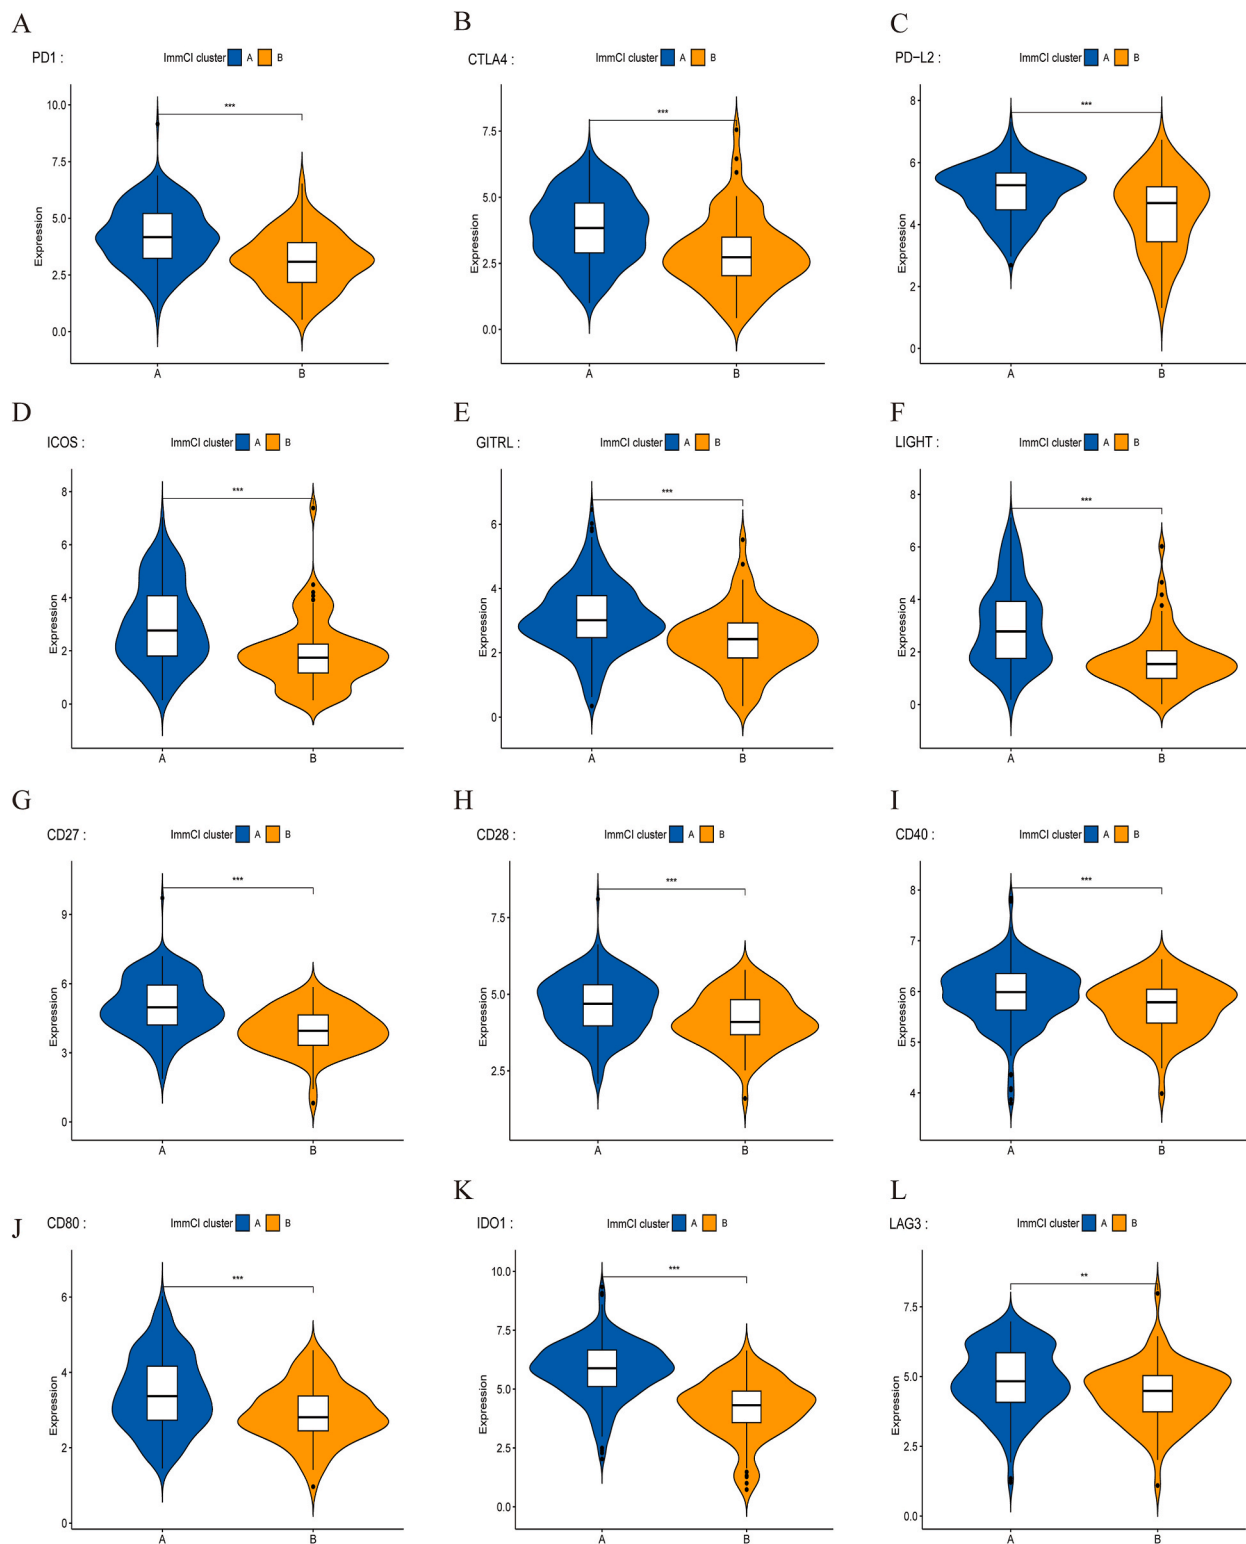 A
PD1 :
ImmCI cluster A B
10.0
7.5
5.0
2.5
0.0
Expression
***
A B
B
CTLA4 :
ImmCI cluster A B
7.5
5.0
2.5
0.0
Expression
***
A B
C
PD-L2 :
ImmCI cluster A B
8
6
4
2
0
Expression
***
A B
D
ICOS :
ImmCI cluster A B
8
6
4
2
0
Expression
***
A B
E
GITRL :
ImmCI cluster A B
6
4
2
0
Expression
***
A B
F
LIGHT :
ImmCI cluster A B
8
6
4
2
0
Expression
***
A B
G
CD27 :
ImmCI cluster A B
9
6
3
0
Expression
***
A B
H
CD28 :
ImmCI cluster A B
7.5
5.0
2.5
Expression
***
A B
I
CD40 :
ImmCI cluster A B
8
7
6
5
4
Expression
***
A B
J
CD80 :
ImmCI cluster A B
6
4
2
0
Expression
***
A B
K
IDO1 :
ImmCI cluster A B
10.0
7.5
5.0
2.5
0.0
Expression
***
A B
L
LAG3 :
ImmCI cluster A B
7.5
5.0
2.5
0.0
Expression
**
A B